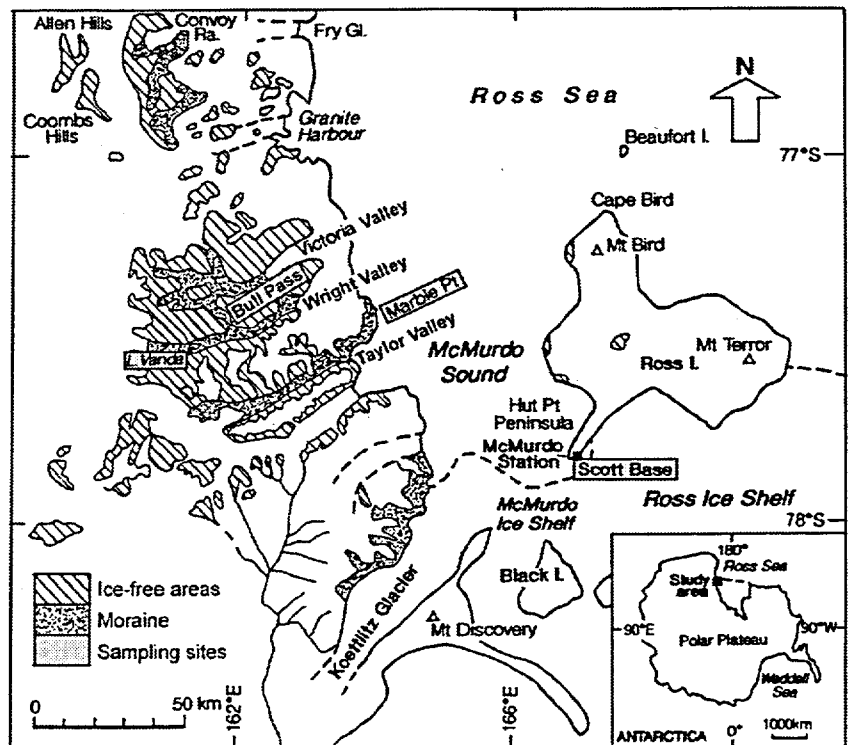 Allen Hills
Convoy
Ra.
Fry Gl.
Coombs
Hills
Granite
Harbour
Ross Sea
N
Beaufort I.
77°S
Cape Bird
Mt Bird
Victoria Valley
Bull Pass
Wright Valley
Marble Pt.
L. Vanda
Taylor Valley
McMurdo
Sound
Ross I.
Mt Terror
Hut Pt
Peninsula
McMurdo
Station
Scott Base
McMurdo
Ice Shelf
Ross Ice Shelf
78°S
Black I.
Mt Discovery
Koettlitz Glacier
Ice-free areas
Moraine
Sampling sites
0
50 km
162°E
166°E
180°
Ross Sea
Study
area
90°E
90°W
Polar Plateau
Weddell
Sea
ANTARCTICA
0°
1000km